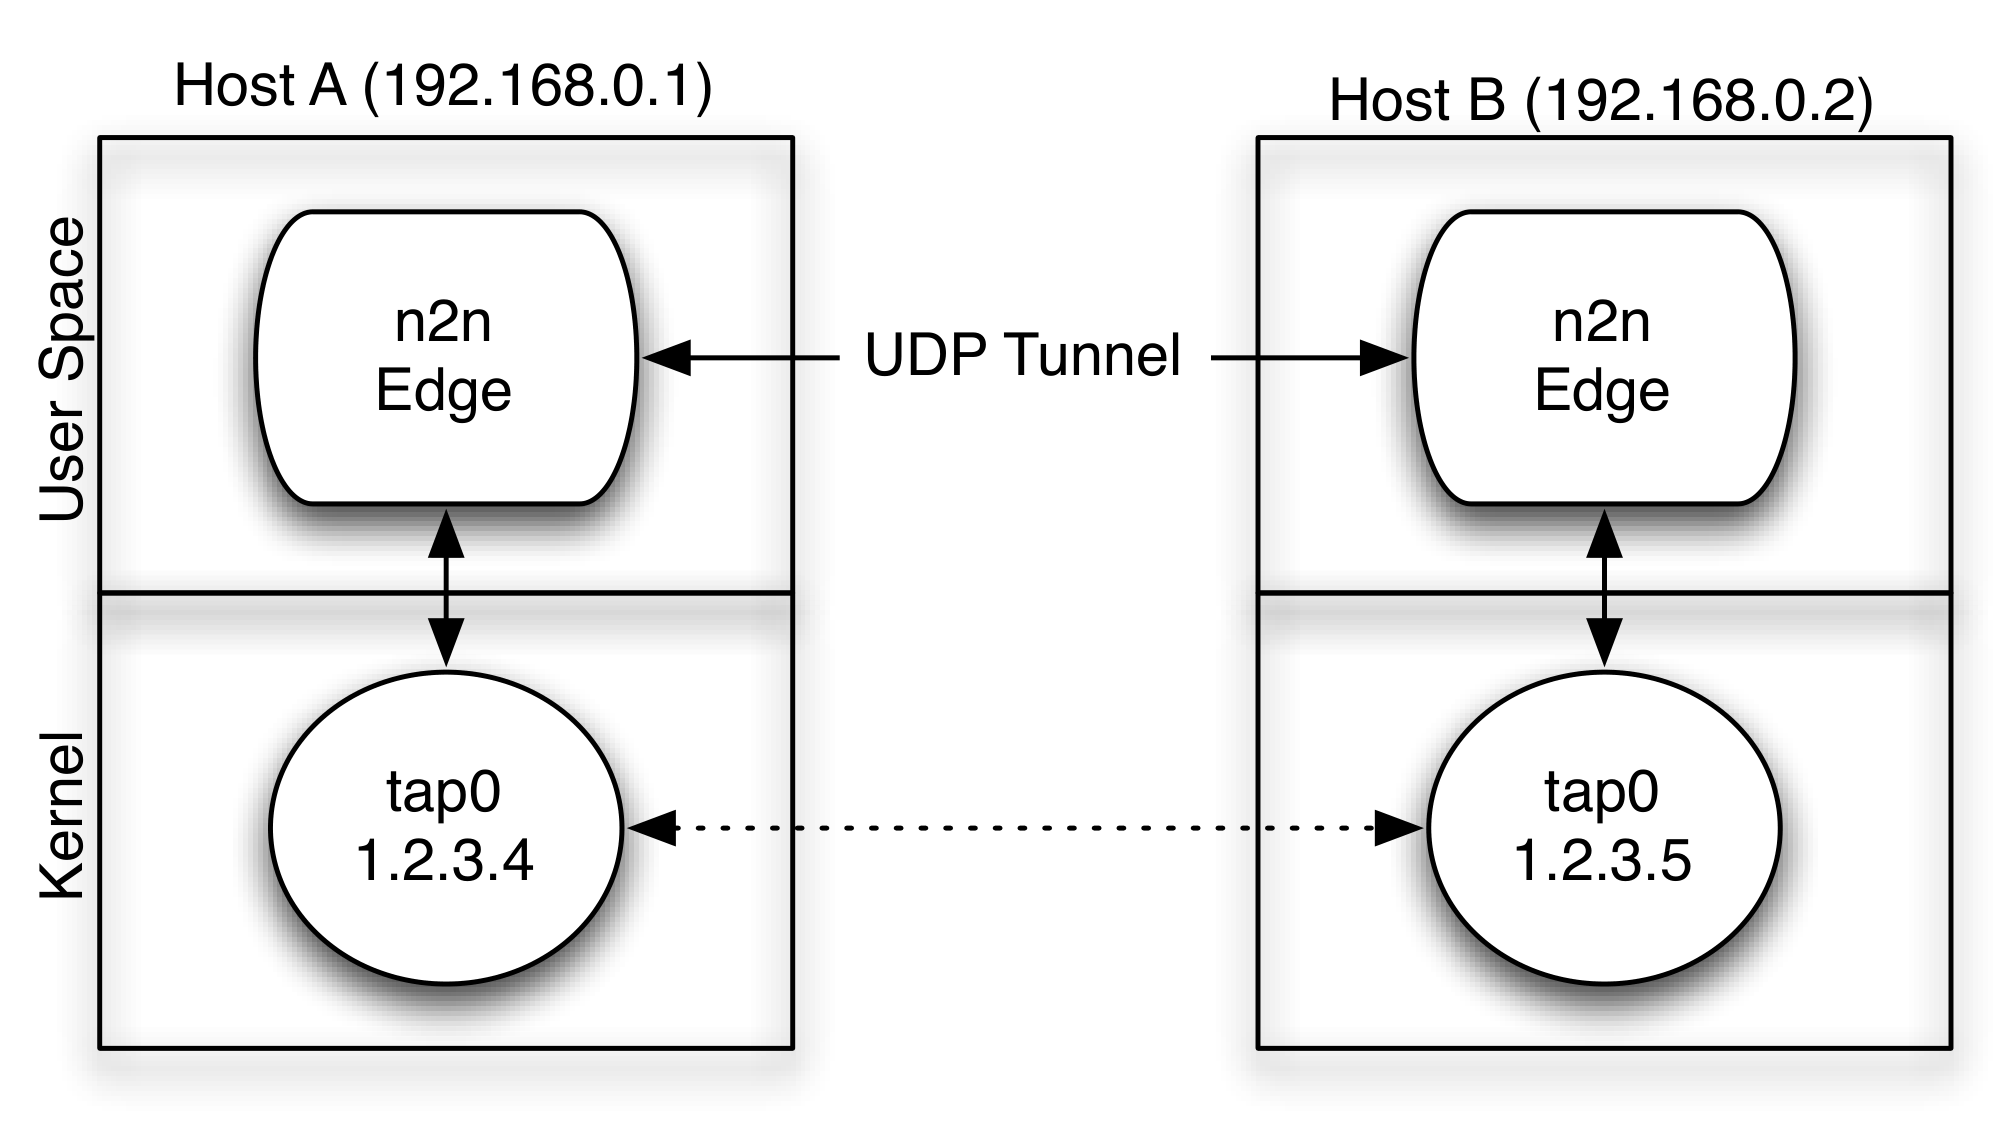 Host A (192.168.0.1)
Host B (192.168.0.2)
User Space
n2n
Edge
UDP Tunnel
n2n
Edge
Kernel
tap0
1.2.3.4
tap0
1.2.3.5